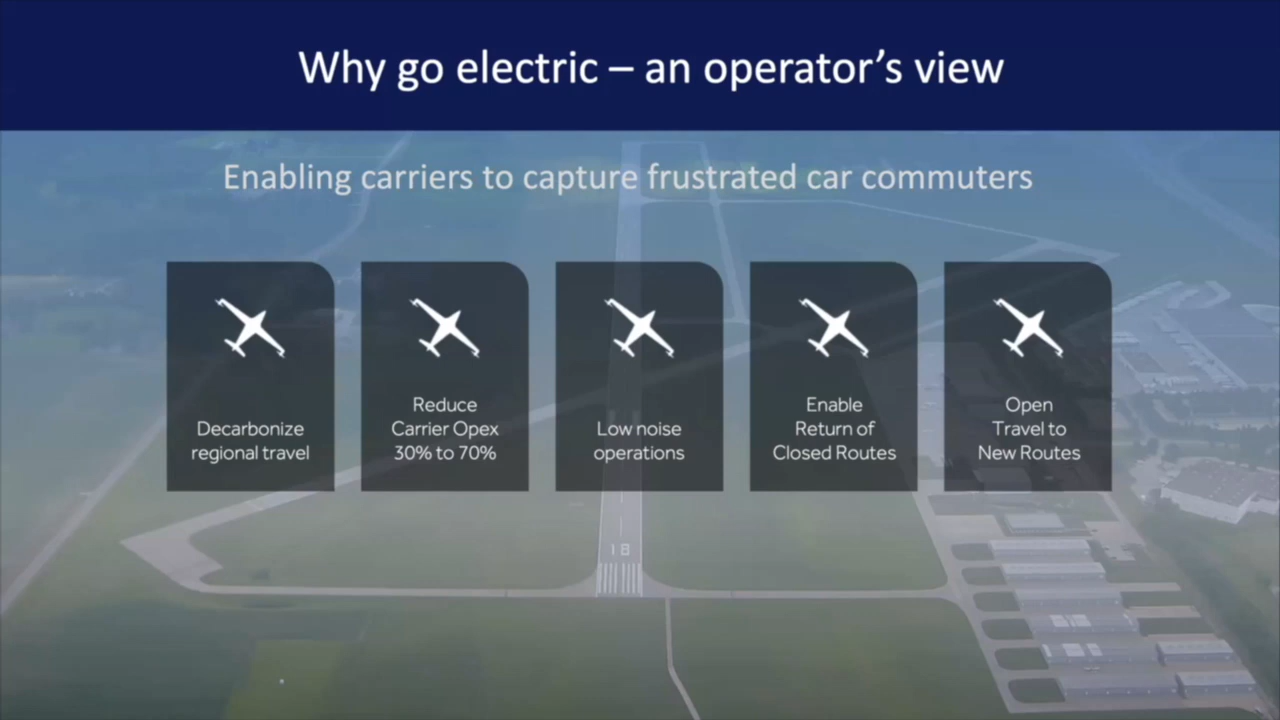 Why go electric – an operator’s view
Enabling carriers to capture frustrated car commuters
Decarbonize
regional travel
Reduce
Carrier Opex
30% to 70%
Low noise
operations
Enable
Return of
Closed Routes
Open
Travel to
New Routes
18